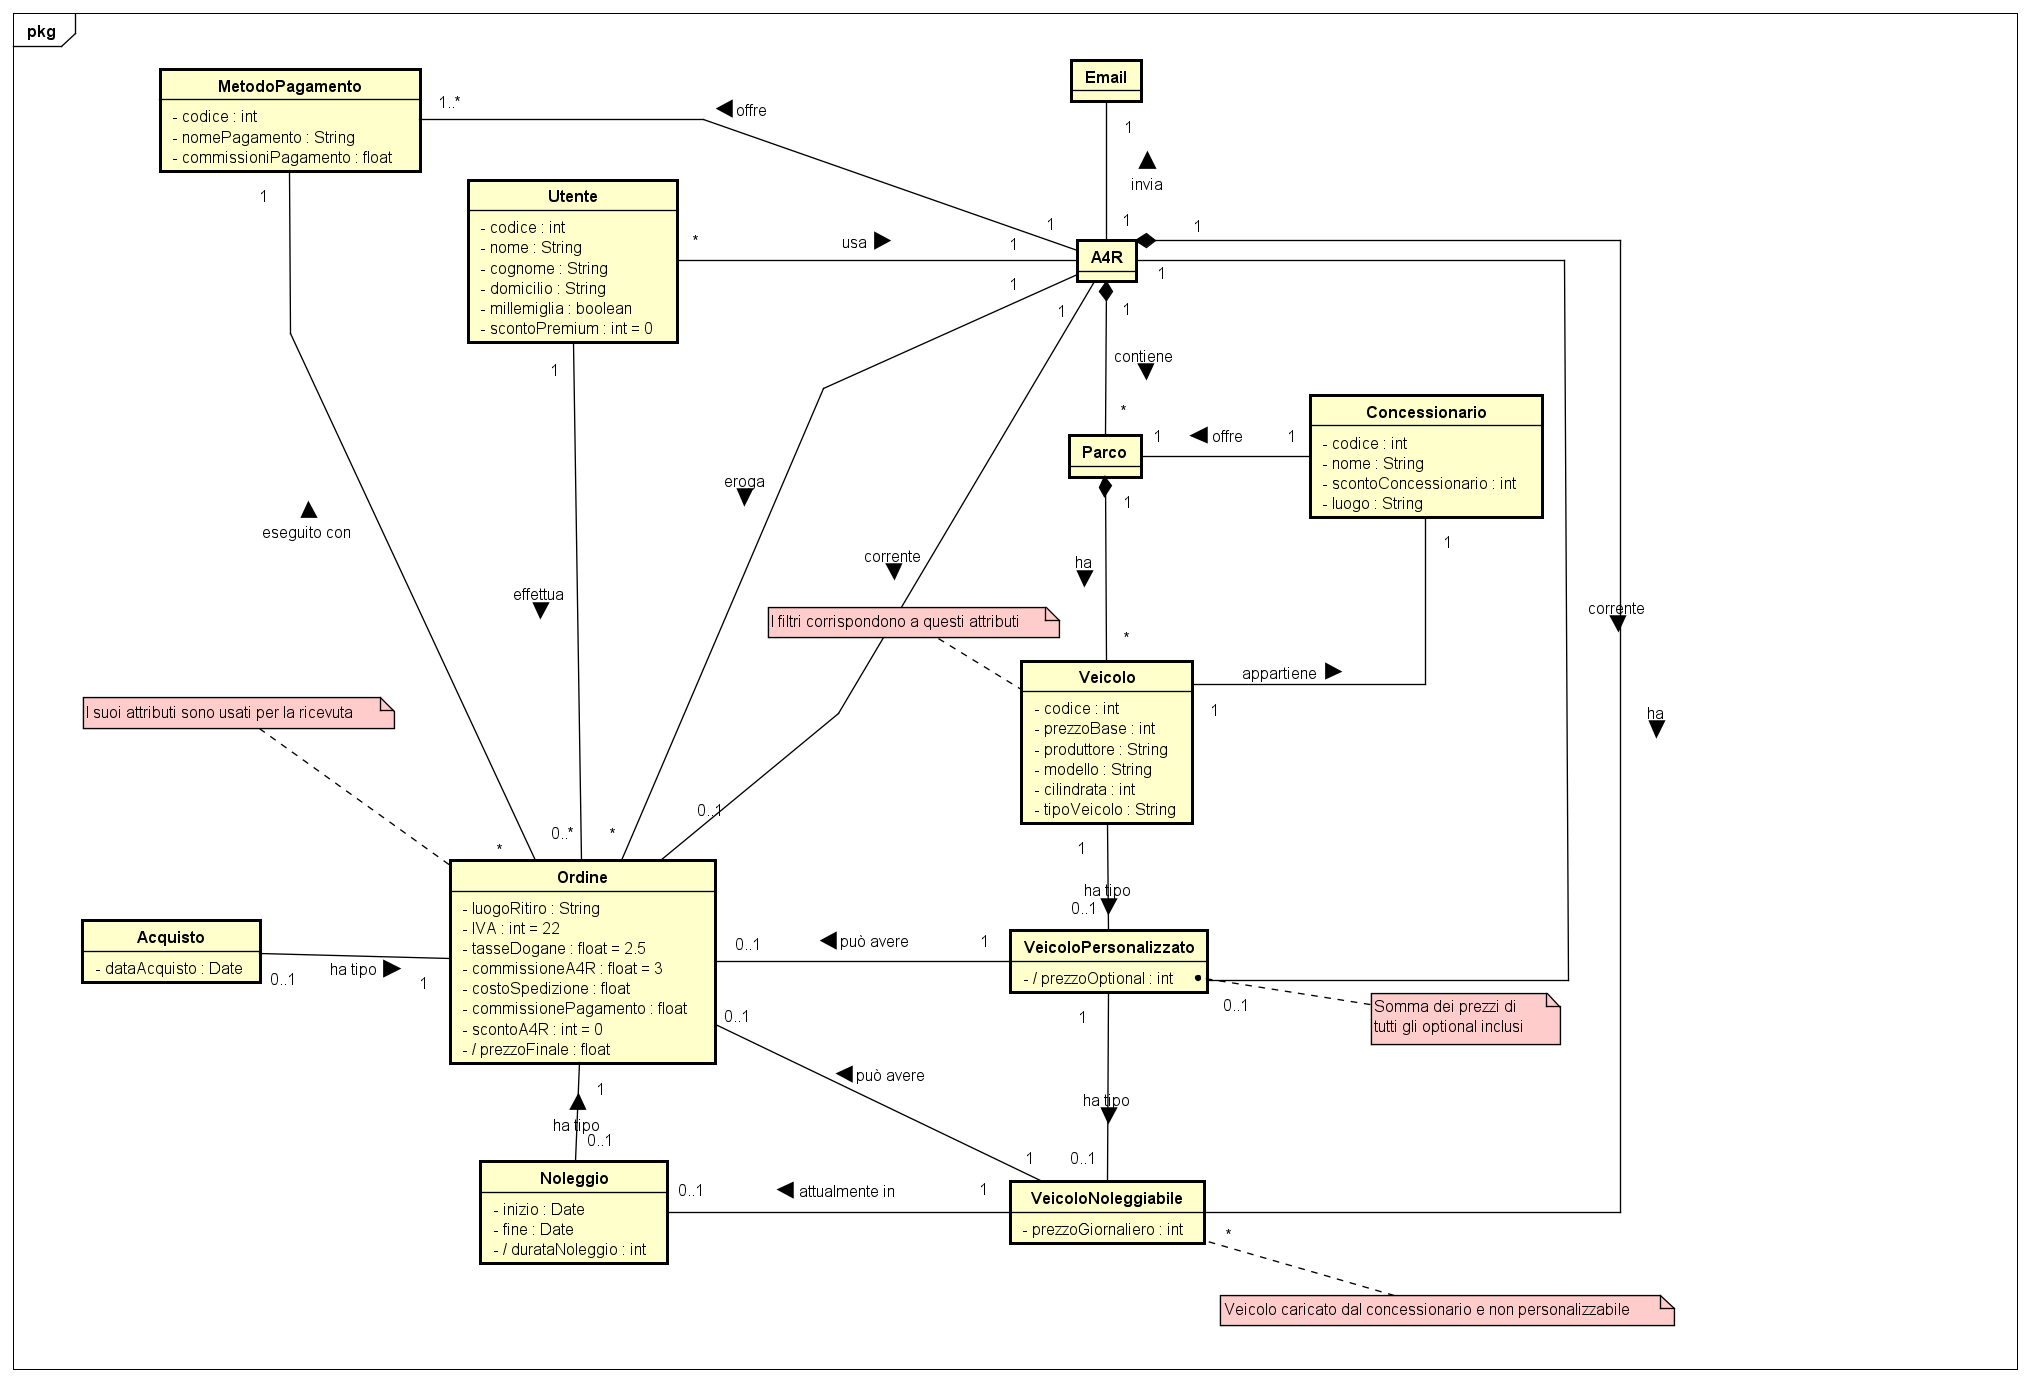 pkg
MetodoPagamento
- codice : int
- nomePagamento : String
- commissioniPagamento : float
1..*
offre
1
Email
1
invia
1
1
Utente
- codice : int
- nome : String
- cognome : String
- domicilio : String
- millemiglia : boolean
- scontoPremium : int = 0
*
usa
1
A4R
1
1
1
1
1
contiene
*
eseguito con
effettua
eroga
corrente
ha
Parco
1
offre
1
1
Concessionario
- codice : int
- nome : String
- scontoConcessionario : int
- luogo : String
1
corrente
ha
I filtri corrispondono a questi attributi
*
Veicolo
- codice : int
- prezzoBase : int
- produttore : String
- modello : String
- cilindrata : int
- tipoVeicolo : String
appartiene
1
I suoi attributi sono usati per la ricevuta
*
0..*
*
0..1
1
ha tipo
0..1
Ordine
- luogoRitiro : String
- IVA : int = 22
- tasseDogane : float = 2.5
- commissioneA4R : float = 3
- costoSpedizione : float
- commissionePagamento : float
- scontoA4R : int = 0
- / prezzoFinale : float
Acquisto
- dataAcquisto : Date
0..1
ha tipo
1
0..1
può avere
1
VeicoloPersonalizzato
- / prezzoOptional : int
0..1
Somma dei prezzi di
tutti gli optional inclusi
0..1
può avere
1
1
ha tipo
0..1
1
ha tipo
0..1
Noleggio
- inizio : Date
- fine : Date
- / durataNoleggio : int
0..1
attualmente in
1
VeicoloNoleggiabile
- prezzoGiornaliero : int
*
Veicolo caricato dal concessionario e non personalizzabile